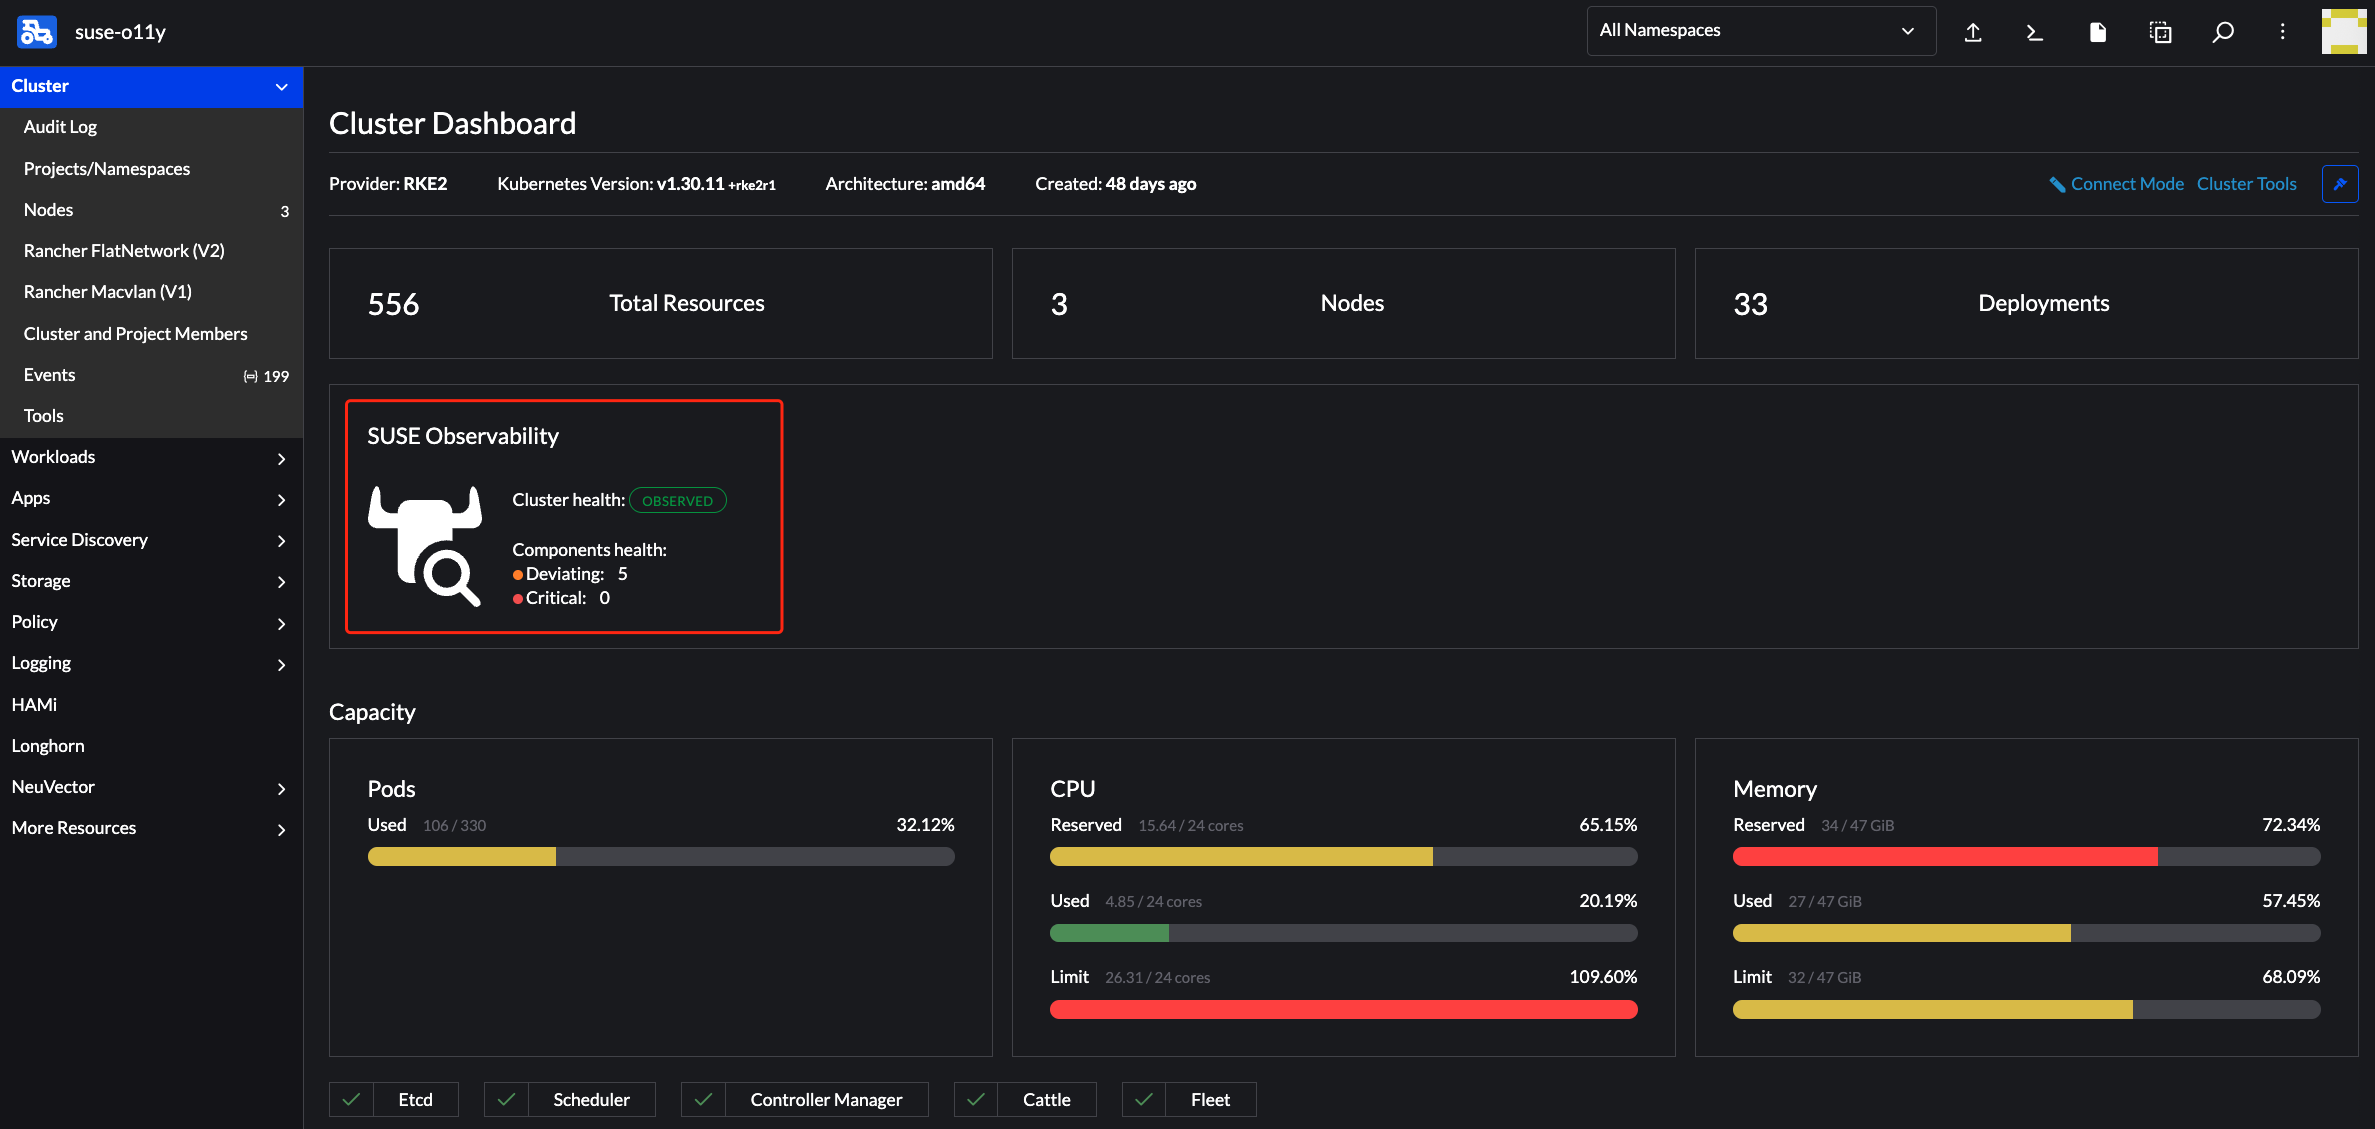 suse-o11y
All Namespaces
Cluster
Audit Log
Projects/Namespaces
Nodes 3
Rancher FlatNetwork (V2)
Rancher Macvlan (V1)
Cluster and Project Members
Events 199
Tools
Workloads
Apps
Service Discovery
Storage
Policy
Logging
HAMi
Longhorn
NeuVector
More Resources
Cluster Dashboard
Provider: RKE2 Kubernetes Version: v1.30.11 +rke2r1 Architecture: amd64 Created: 48 days ago Connect Mode Cluster Tools
556 Total Resources
3 Nodes
33 Deployments
SUSE Observability
Cluster health: OBSERVED
Components health:
Deviating: 5
Critical: 0
Capacity
Pods
Used 106 / 330 32.12%
CPU
Reserved 15.64 / 24 cores 65.15%
Used 4.85 / 24 cores 20.19%
Limit 26.31 / 24 cores 109.60%
Memory
Reserved 34 / 47 GiB 72.34%
Used 27 / 47 GiB 57.45%
Limit 32 / 47 GiB 68.09%
Etcd Scheduler Controller Manager Cattle Fleet